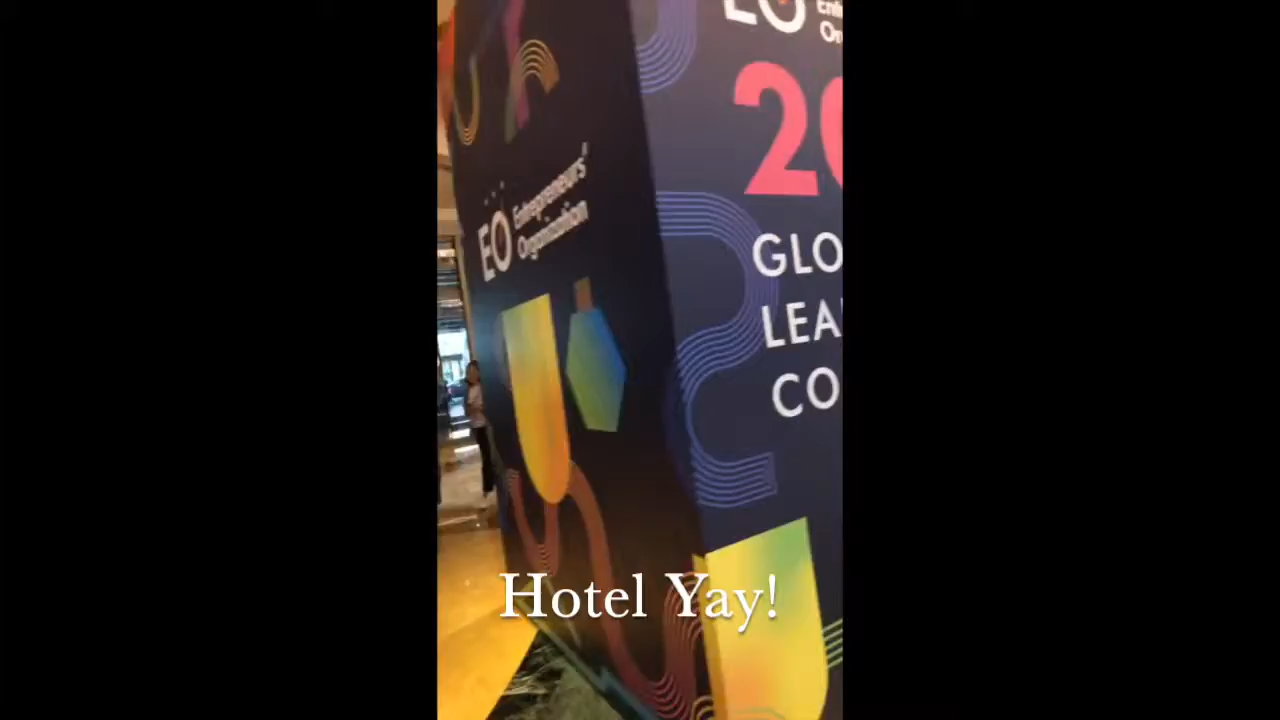 EO Entrepreneurs'
Organization
EO
20
GLO
LEA
CO
Hotel Yay!